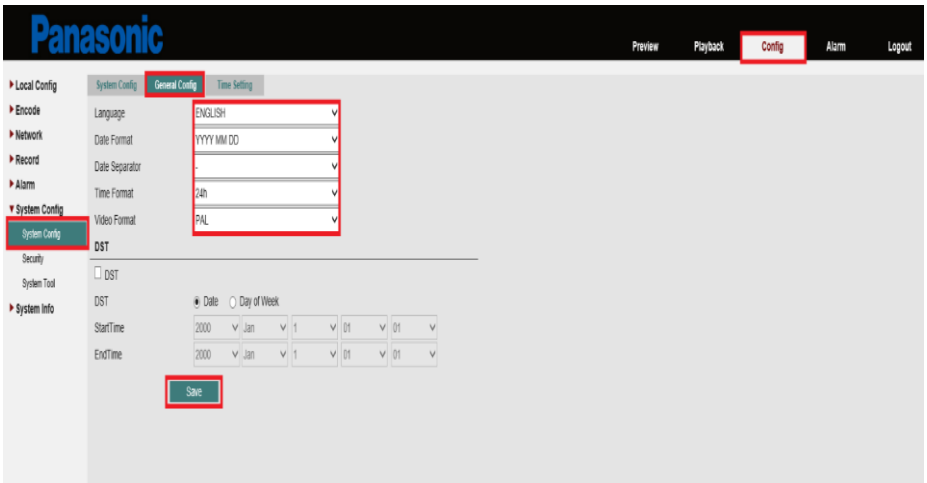 Panasonic
Preview Playback Config Alarm Logout
Local Config
Encode
Network
Record
Alarm
System Config
System Config
Security
System Tool
System Info
System Config General Config Time Setting
Language ENGLISH
Date Format YYYY MM DD
Date Separator -
Time Format 24h
Video Format PAL
DST
DST
DST Date Day of Week
StartTime 2000 Jan 1 01 01
EndTime 2000 Jan 1 01 01
Save